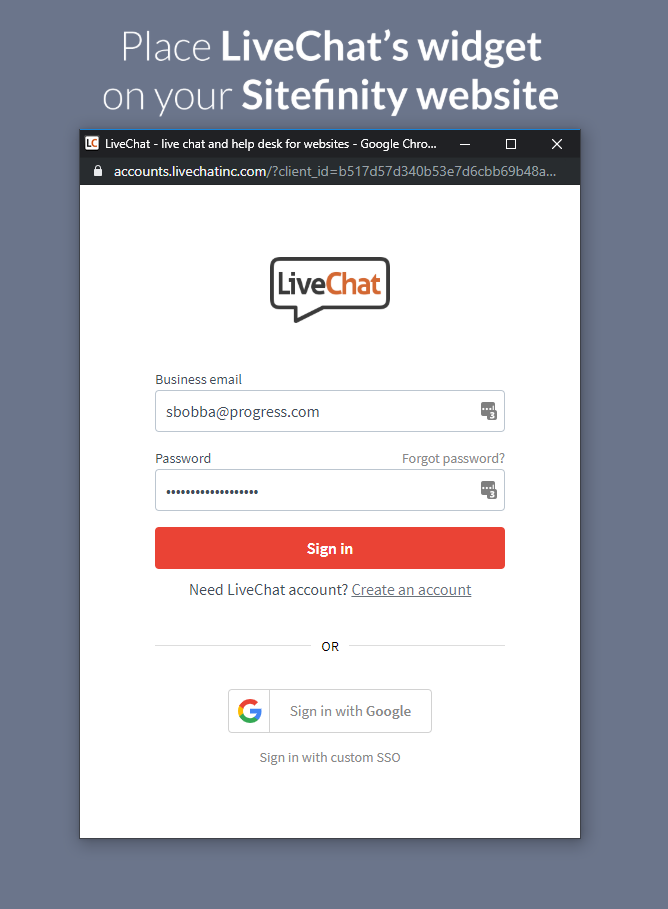 Place LiveChat's widget
on your Sitefinity website
LC LiveChat - live chat and help desk for websites - Google Chro...
accounts.livechatinc.com/?client_id=b517d57d340b53e7d6cbb69b48a...
LiveChat
Business email
sbobba@progress.com
3
Password Forgot password?
•••••••••••••••••••
3
Sign in
Need LiveChat account? Create an account
OR
G Sign in with Google
Sign in with custom SSO